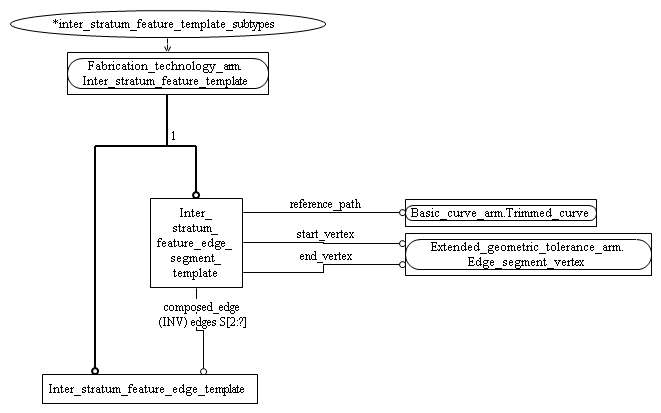 *inter_stratum_feature_template_subtypes
Fabrication_technology_arm.
Inter_stratum_feature_template
1
Inter_
stratum_
feature_edge_
segment_
template
reference_path
Basic_curve_arm.Trimmed_curve
start_vertex
end_vertex
Extended_geometric_tolerance_arm.
Edge_segment_vertex
composed_edge
(INV) edges S[2:?]
Inter_stratum_feature_edge_template